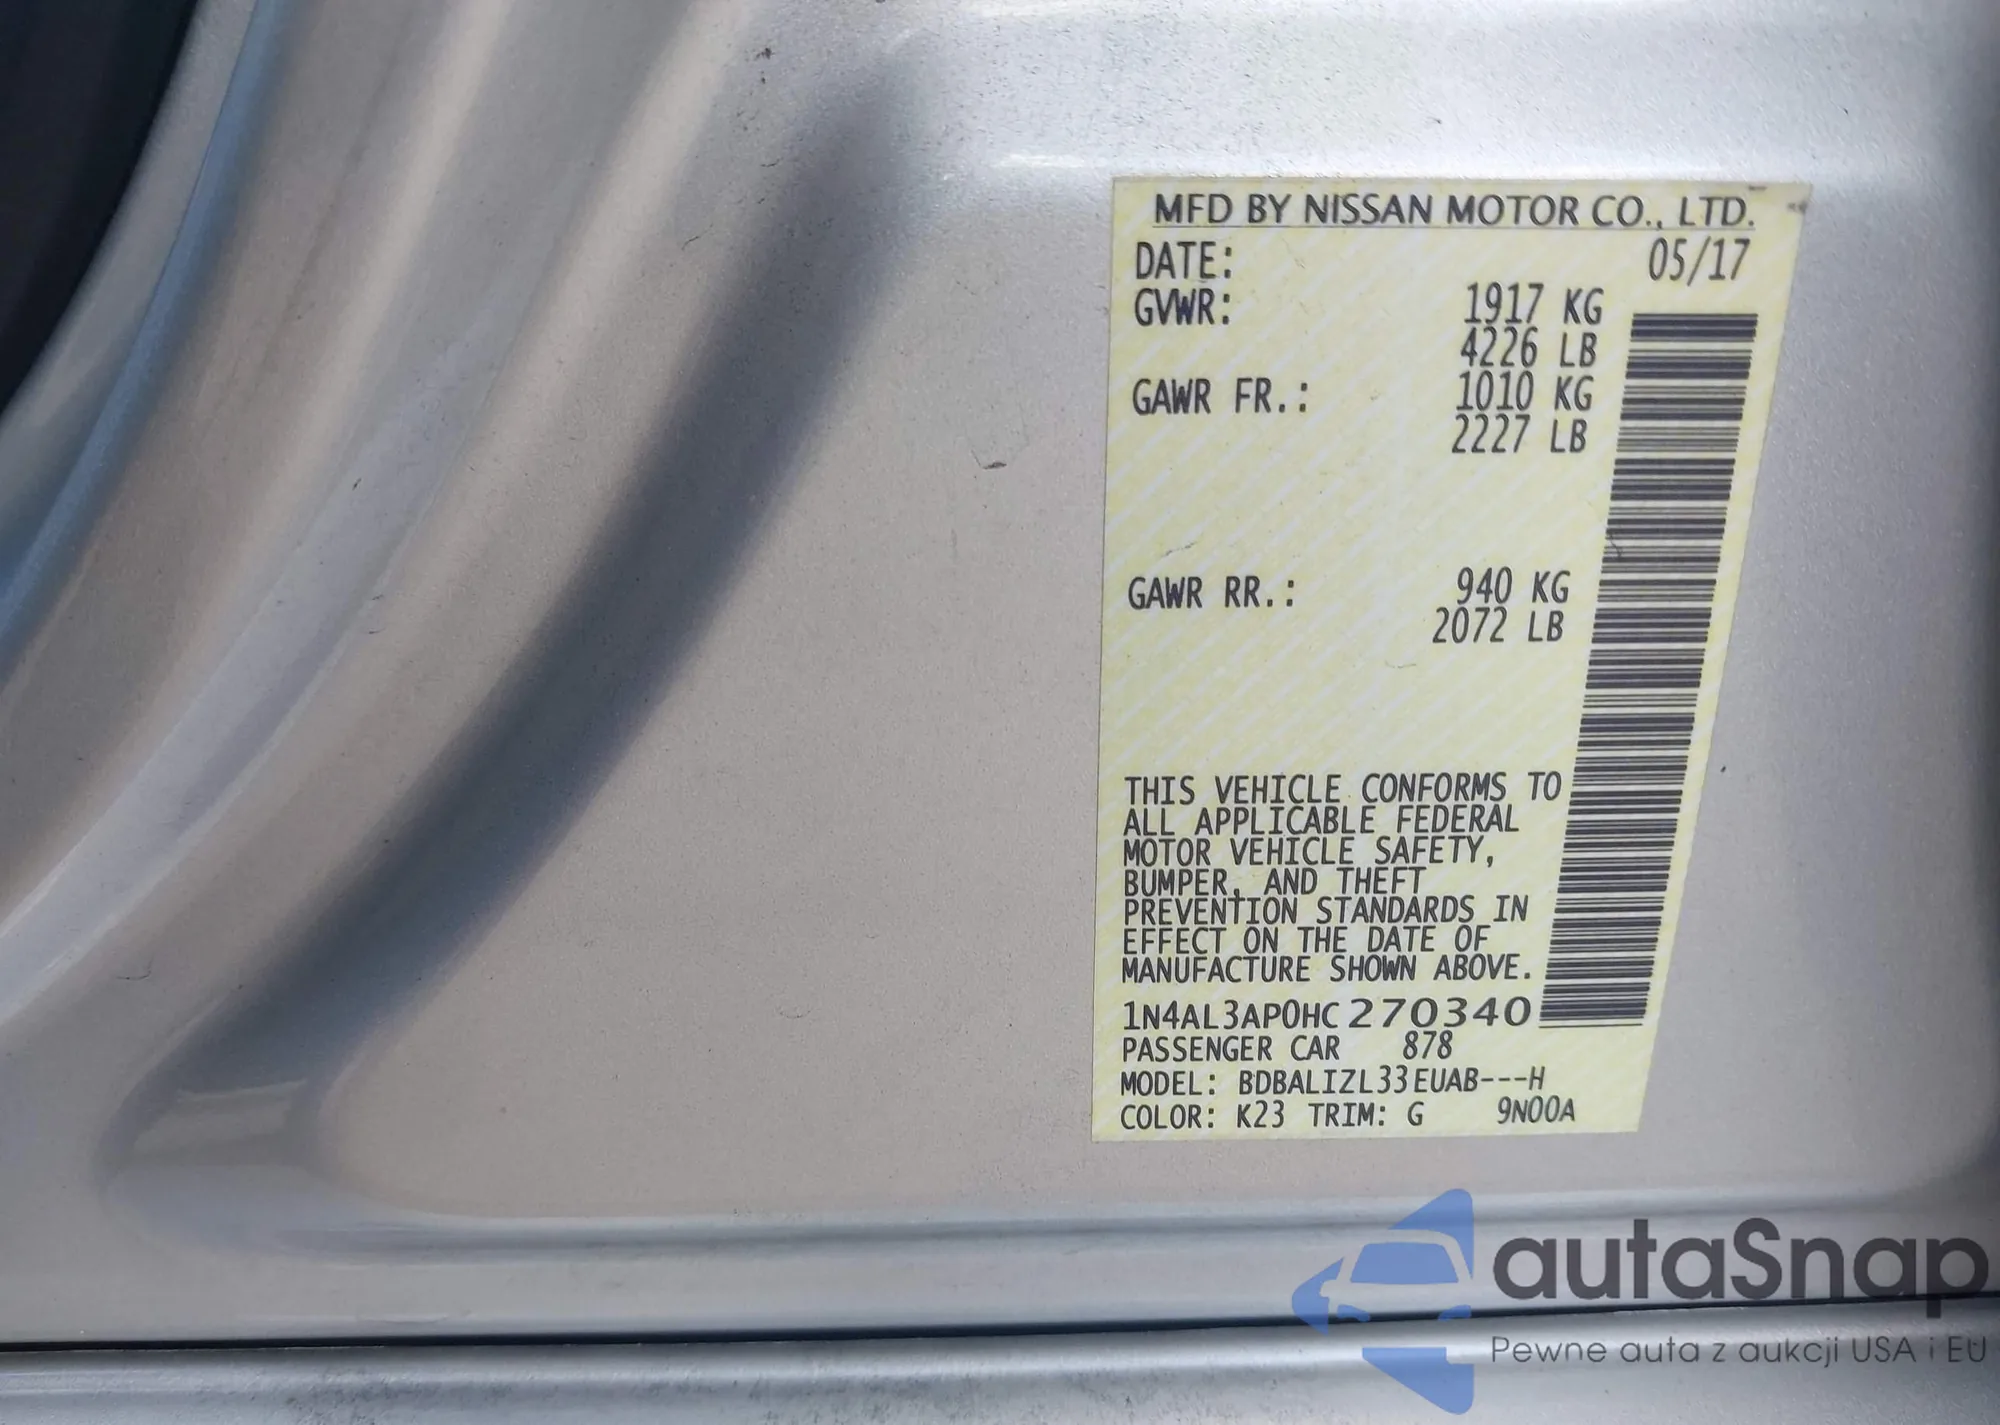 MFD BY NISSAN MOTOR CO., LTD.
DATE: 05/17
GVWR: 1917 KG
4226 LB
GAWR FR.: 1010 KG
2227 LB
GAWR RR.: 940 KG
2072 LB
THIS VEHICLE CONFORMS TO
ALL APPLICABLE FEDERAL
MOTOR VEHICLE SAFETY,
BUMPER, AND THEFT
PREVENTION STANDARDS IN
EFFECT ON THE DATE OF
MANUFACTURE SHOWN ABOVE.
1N4AL3AP0HC270340
PASSENGER CAR 878
MODEL: BDBALIZL33EUAB---H
COLOR: K23 TRIM: G 9N00A
autaSnap
Pewne auta z aukcji USA i EU